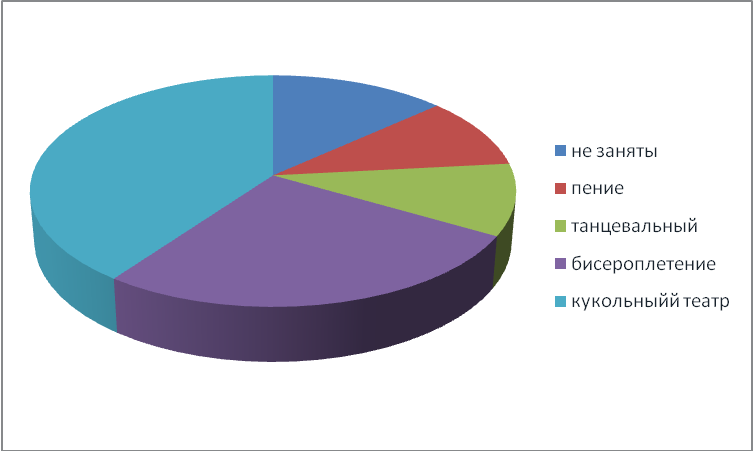 не заняты
пение
танцевальный
бисероплетение
кукольныйй театр